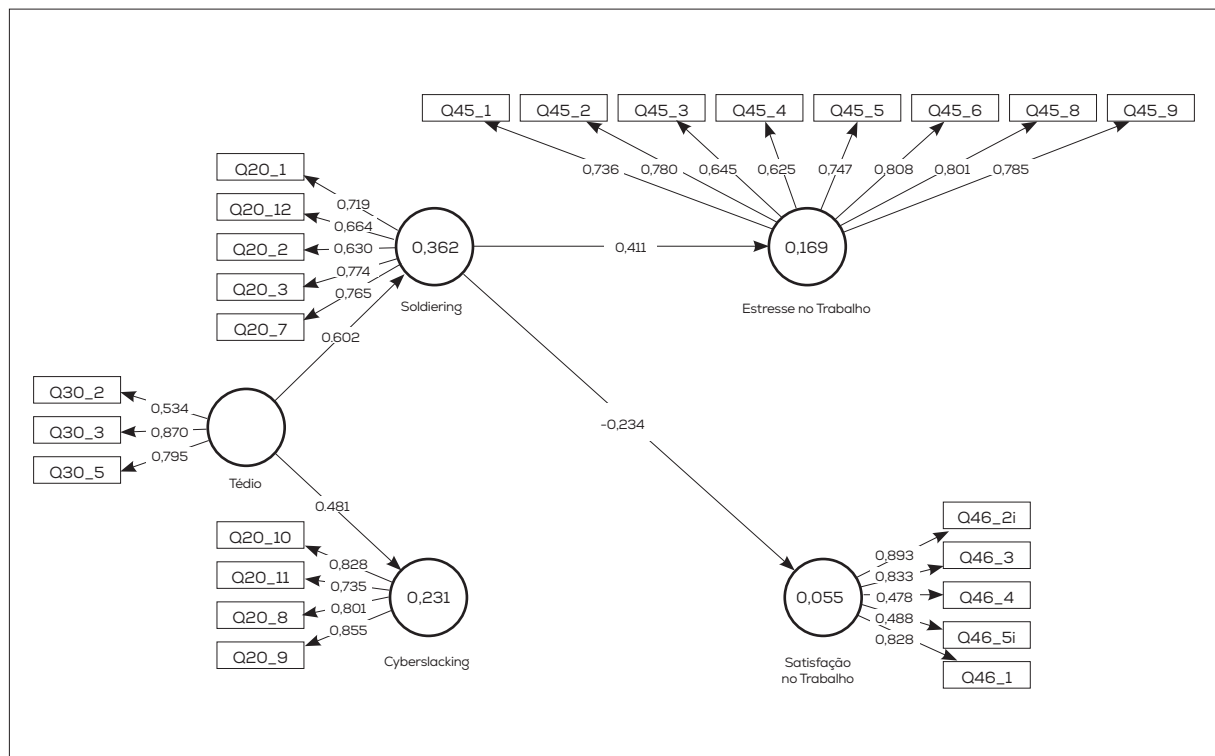 Q45_1 Q45_2 Q45_3 Q45_4 Q45_5 Q45_6 Q45_8 Q45_9
0,736 0,780 0,645 0,625 0,747 0,808 0,801 0,785
Q20_1
Q20_12
Q20_2
Q20_3
Q20_7
0,719
0,664
0,630
0,774
0,765
0,362
Soldiering
0,411
0,169
Estresse no Trabalho
0.602
-0,234
Q30_2
Q30_3
Q30_5
0,534
0,870
0,795
Tédio
0.481
Q20_10
Q20_11
Q20_8
Q20_9
0,828
0,735
0,801
0,855
0,231
Cyberslacking
0,055
Satisfação
no Trabalho
0,893
0,833
0,478
0,488
0,828
Q46_2i
Q46_3
Q46_4
Q46_5i
Q46_1